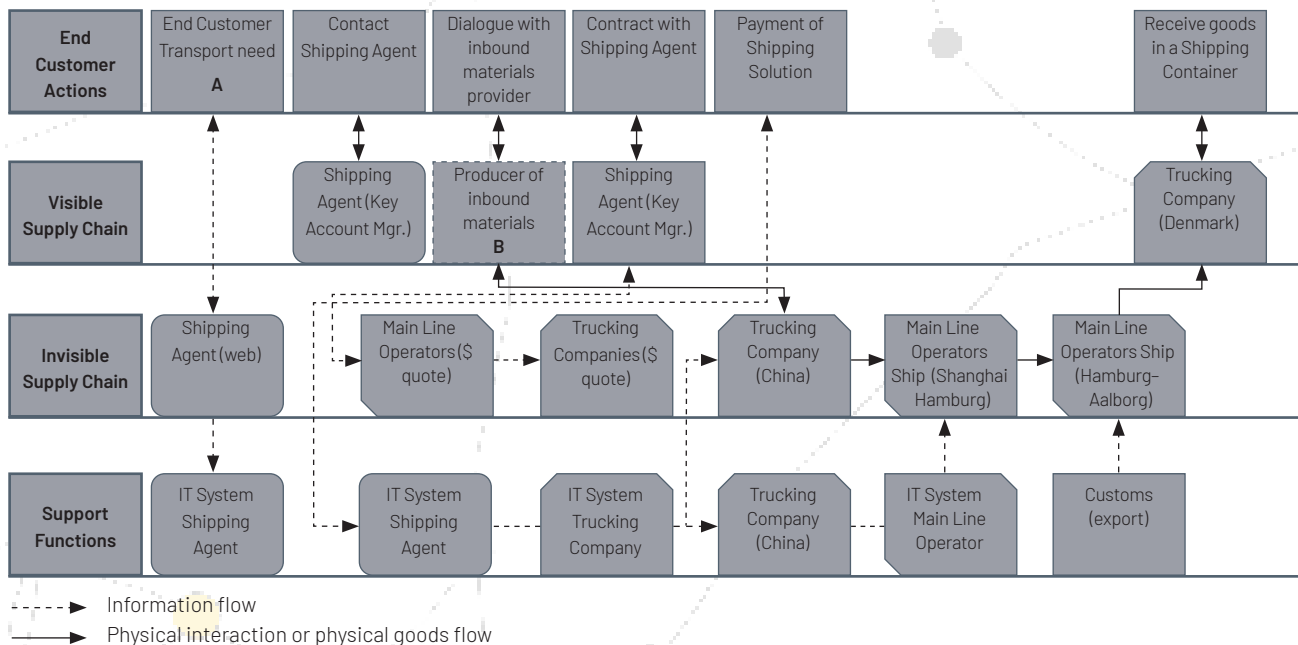 End
Customer
Actions
End Customer
Transport need
A
Contact
Shipping Agent
Dialogue with
inbound
materials
provider
Contract with
Shipping Agent
Payment of
Shipping
Solution
Receive goods
in a Shipping
Container
Visible
Supply Chain
Shipping
Agent (Key
Account Mgr.)
Producer of
inbound
materials
B
Shipping
Agent (Key
Account Mgr.)
Trucking
Company
(Denmark)
Invisible
Supply Chain
Shipping
Agent (web)
Main Line
Operators ($
quote)
Trucking
Companies ($
quote)
Trucking
Company
(China)
Main Line
Operators
Ship (Shanghai
Hamburg)
Main Line
Operators Ship
(Hamburg–
Aalborg)
Support
Functions
IT System
Shipping
Agent
IT System
Shipping
Agent
IT System
Trucking
Company
Trucking
Company
(China)
IT System
Main Line
Operator
Customs
(export)
Information flow
Physical interaction or physical goods flow